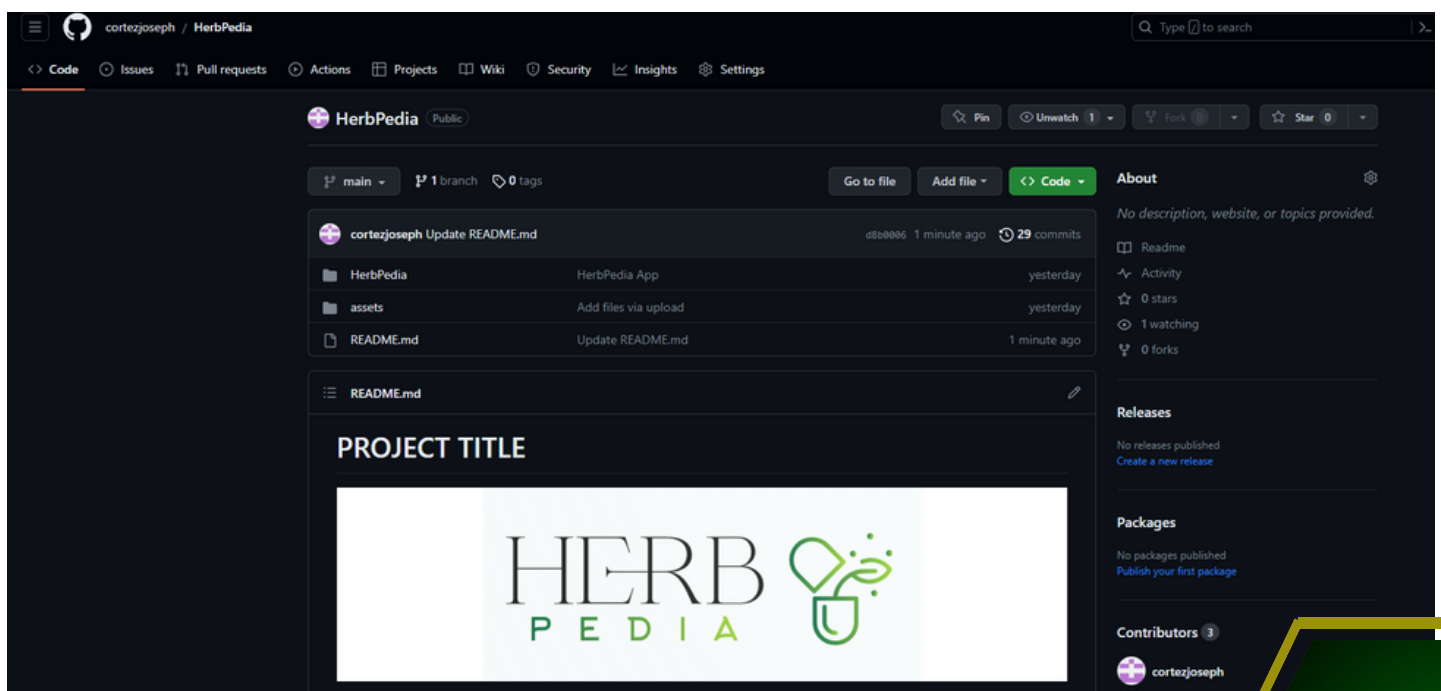 cortezjoseph / HerbPedia
Type / to search
Code Issues Pull requests Actions Projects Wiki Security Insights Settings
HerbPedia Public
Pin Unwatch 1 Fork 0 Star 0
main 1 branch 0 tags
Go to file Add file <> Code
cortezjoseph Update README.md d8b0006 1 minute ago 29 commits
HerbPedia HerbPedia App yesterday
assets Add files via upload yesterday
README.md Update README.md 1 minute ago
README.md
PROJECT TITLE
HERB
PEDIA
About
No description, website, or topics provided.
Readme
Activity
0 stars
1 watching
0 forks
Releases
No releases published
Create a new release
Packages
No packages published
Publish your first package
Contributors 3
cortezjoseph